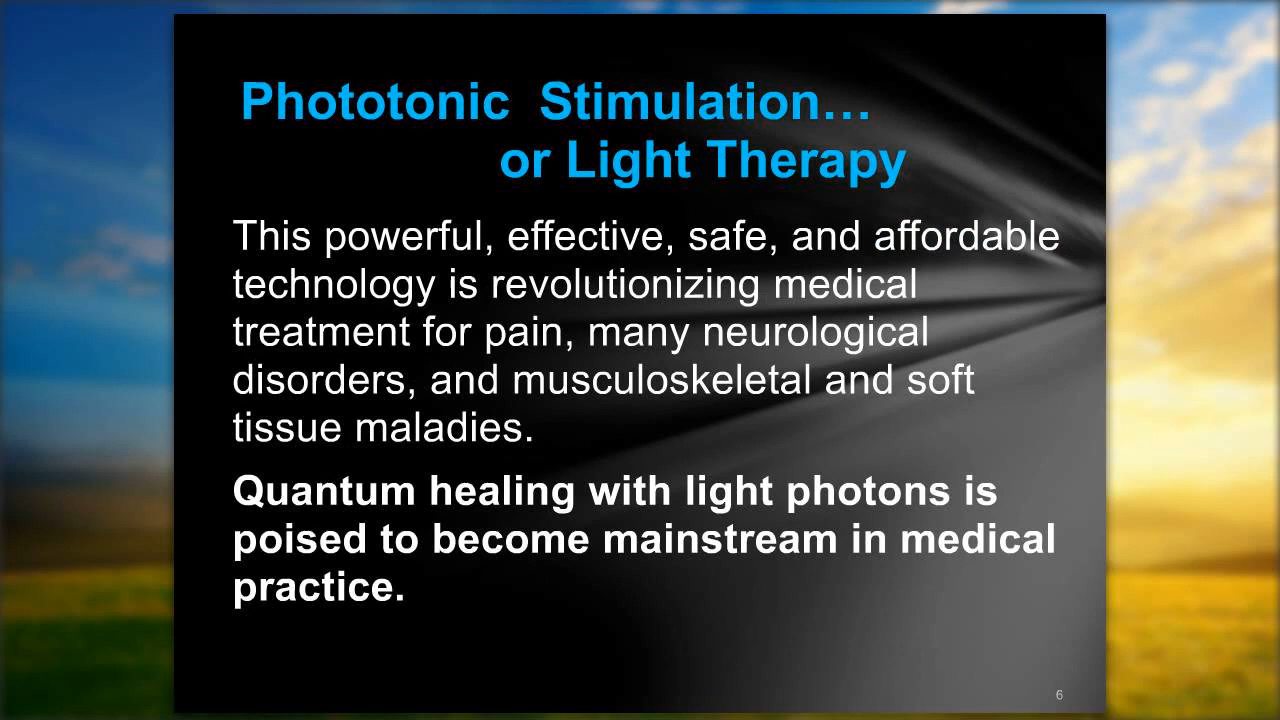 Phototonic Stimulation…
or Light Therapy
This powerful, effective, safe, and affordable
technology is revolutionizing medical
treatment for pain, many neurological
disorders, and musculoskeletal and soft
tissue maladies.
Quantum healing with light photons is
poised to become mainstream in medical
practice.
6